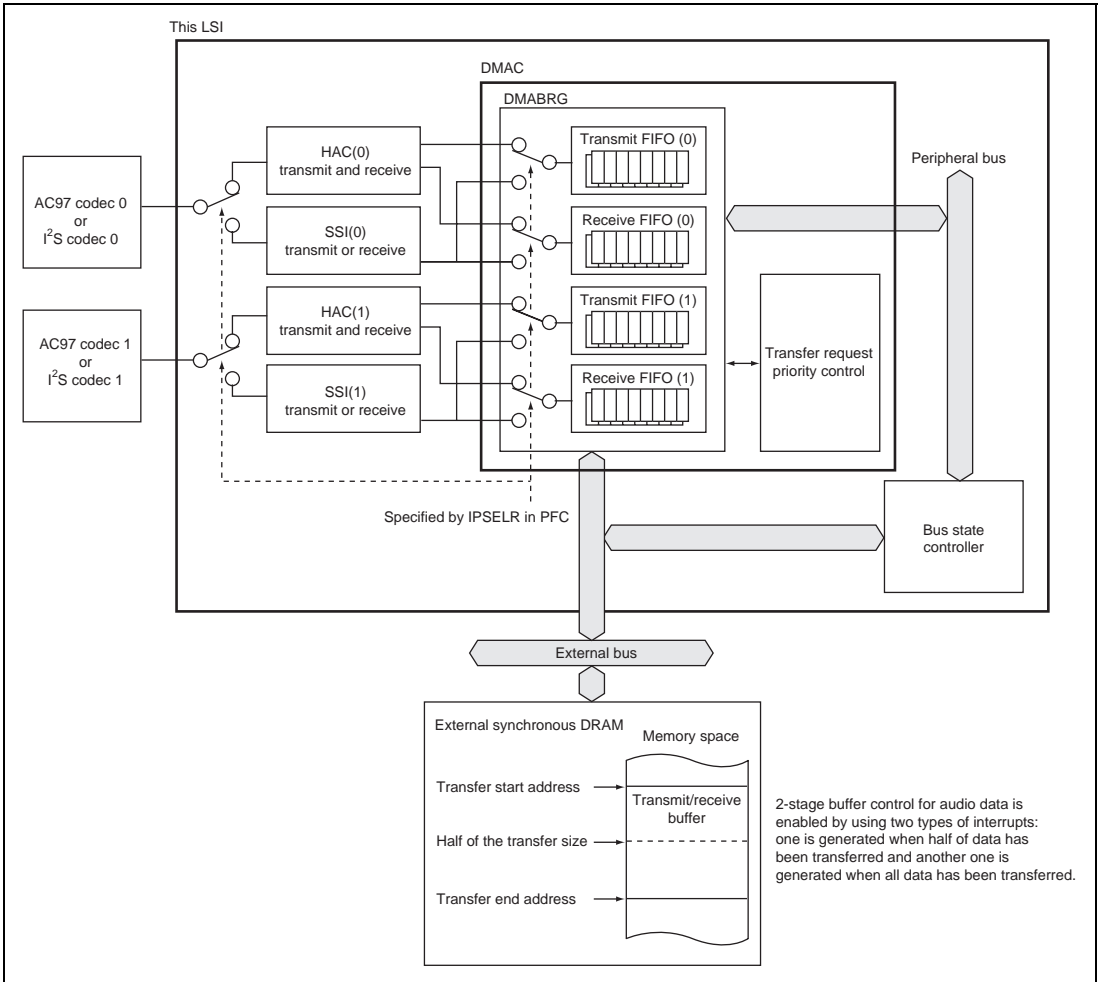 This LSI
DMAC
DMABRG
AC97 codec 0
or
I²S codec 0
HAC(0)
transmit and receive
SSI(0)
transmit or receive
Transmit FIFO (0)
Receive FIFO (0)
Peripheral bus
AC97 codec 1
or
I²S codec 1
HAC(1)
transmit and receive
SSI(1)
transmit or receive
Transmit FIFO (1)
Receive FIFO (1)
Transfer request
priority control
Specified by IPSELR in PFC
Bus state
controller
External bus
External synchronous DRAM
Memory space
Transfer start address
Transmit/receive
buffer
Half of the transfer size
Transfer end address
2-stage buffer control for audio data is
enabled by using two types of interrupts:
one is generated when half of data has
been transferred and another one is
generated when all data has been transferred.